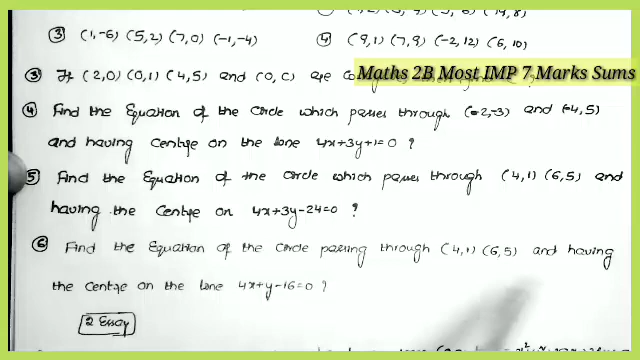 ③ (1,-6) (5,2) (7,0) (-1,-4) ④ (9,1) (7,9) (-2,12) (6,10)
③ If (2,0) (0,1) (4,5) and (0,c) are
Maths 2B Most IMP 7 Marks Sums
④ Find the Equation of the Circle which passes through (-2,-3) and (-4,5)
and having Centre on the line 4x+3y+1=0 ?
⑤ Find the Equation of the Circle which passes through (4,1) (6,5) and
having the Centre on 4x+3y-24=0 ?
⑥ Find the Equation of the Circle passing through (4,1) (6,5) and having
the Centre on the line 4x+y-16=0 ?
2 Essay